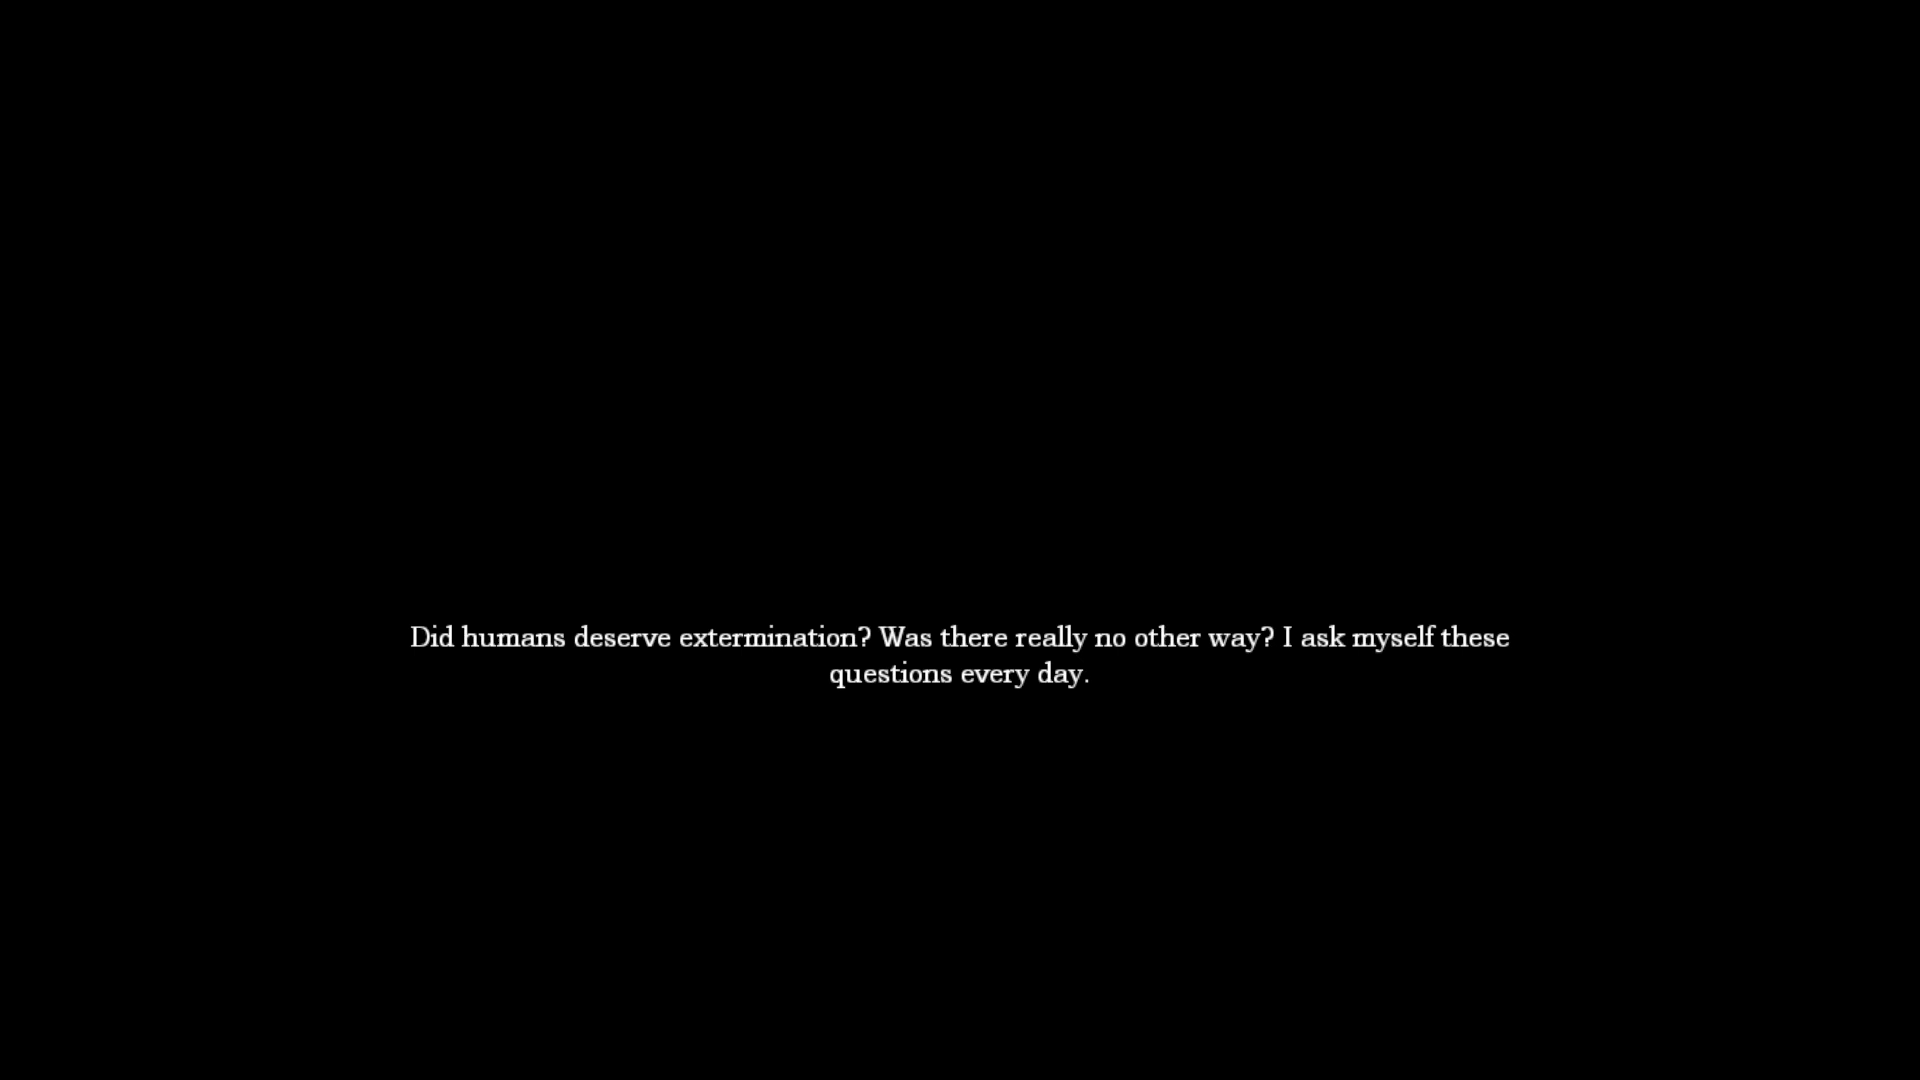 Did humans deserve extermination? Was there really no other way? I ask myself these
questions every day.